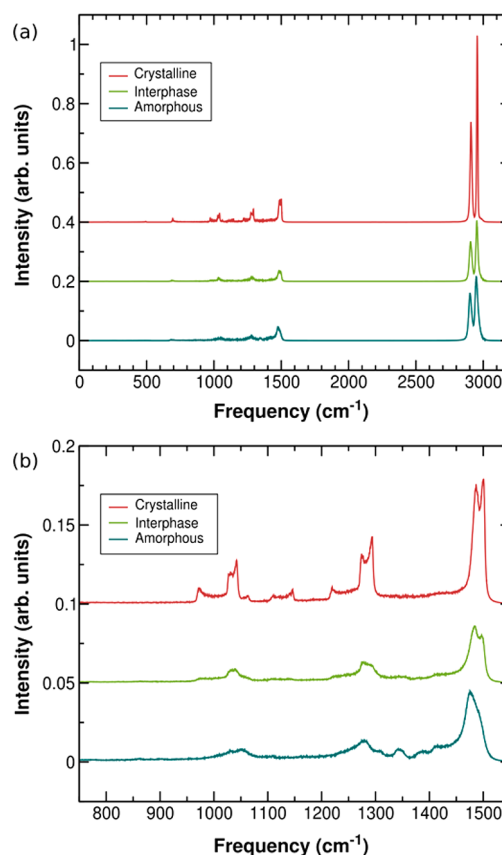 (a)
Intensity (arb. units)
1
0.8
0.6
0.4
0.2
0
Crystalline
Interphase
Amorphous
0 500 1000 1500 2000 2500 3000
Frequency (cm-1)
(b)
Intensity (arb. units)
0.2
0.15
0.1
0.05
0
Crystalline
Interphase
Amorphous
800 900 1000 1100 1200 1300 1400 1500
Frequency (cm-1)